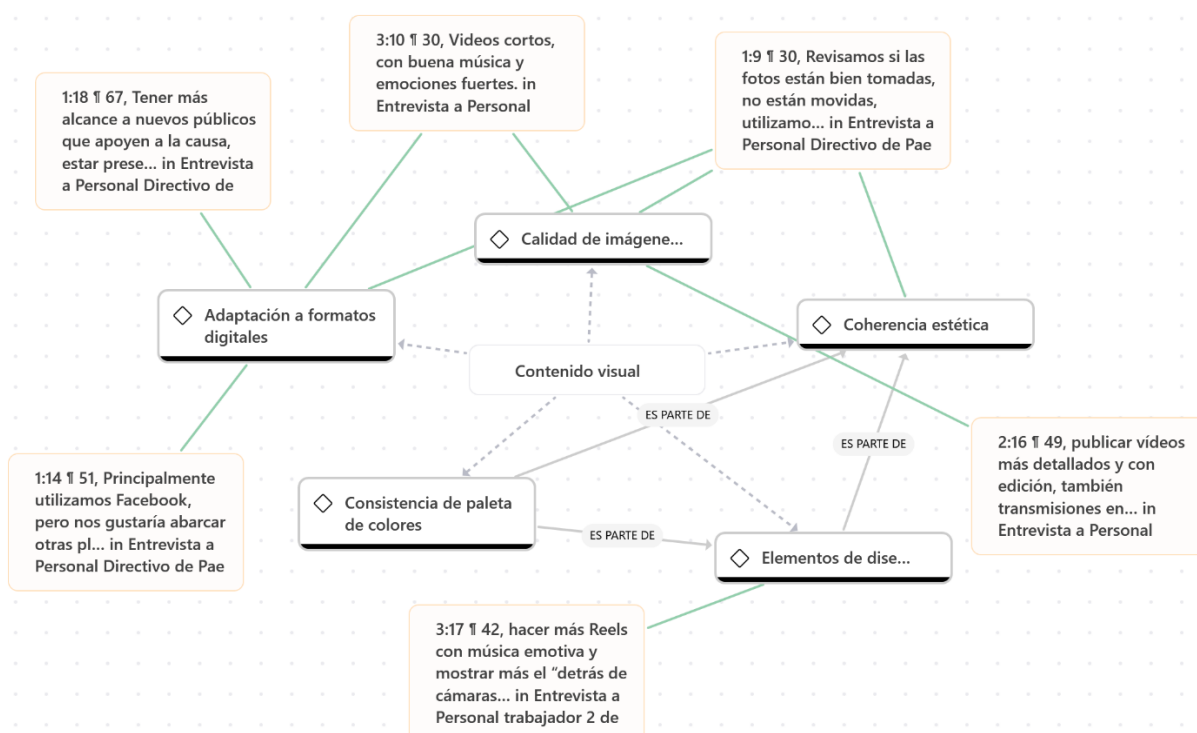 3:10 ¶ 30, Videos cortos,
con buena música y
emociones fuertes. in
Entrevista a Personal
1:9 ¶ 30, Revisamos si las
fotos están bien tomadas,
no están movidas,
utilizamo... in Entrevista a
Personal Directivo de Pae
1:18 ¶ 67, Tener más
alcance a nuevos públicos
que apoyen a la causa,
estar prese... in Entrevista
a Personal Directivo de
Calidad de imágene...
Adaptación a formatos
digitales
Coherencia estética
Contenido visual
ES PARTE DE
ES PARTE DE
2:16 ¶ 49, publicar vídeos
más detallados y con
edición, también
transmisiones en... in
Entrevista a Personal
1:14 ¶ 51, Principalmente
utilizamos Facebook,
pero nos gustaría abarcar
otras pl... in Entrevista a
Personal Directivo de Pae
Consistencia de paleta
de colores
ES PARTE DE
Elementos de dise...
3:17 ¶ 42, hacer más Reels
con música emotiva y
mostrar más el “detrás de
cámaras... in Entrevista a
Personal trabajador 2 de